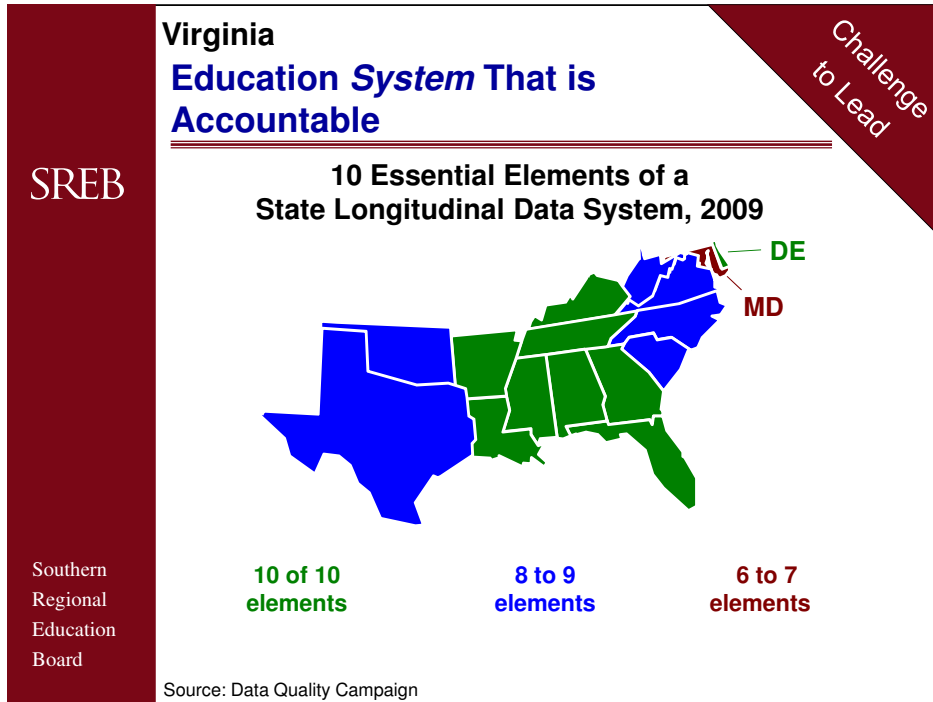 Virginia
Education System That is
Accountable
Challenge
to Lead
SREB
10 Essential Elements of a
State Longitudinal Data System, 2009
DE
MD
10 of 10
elements
8 to 9
elements
6 to 7
elements
Southern
Regional
Education
Board
Source: Data Quality Campaign